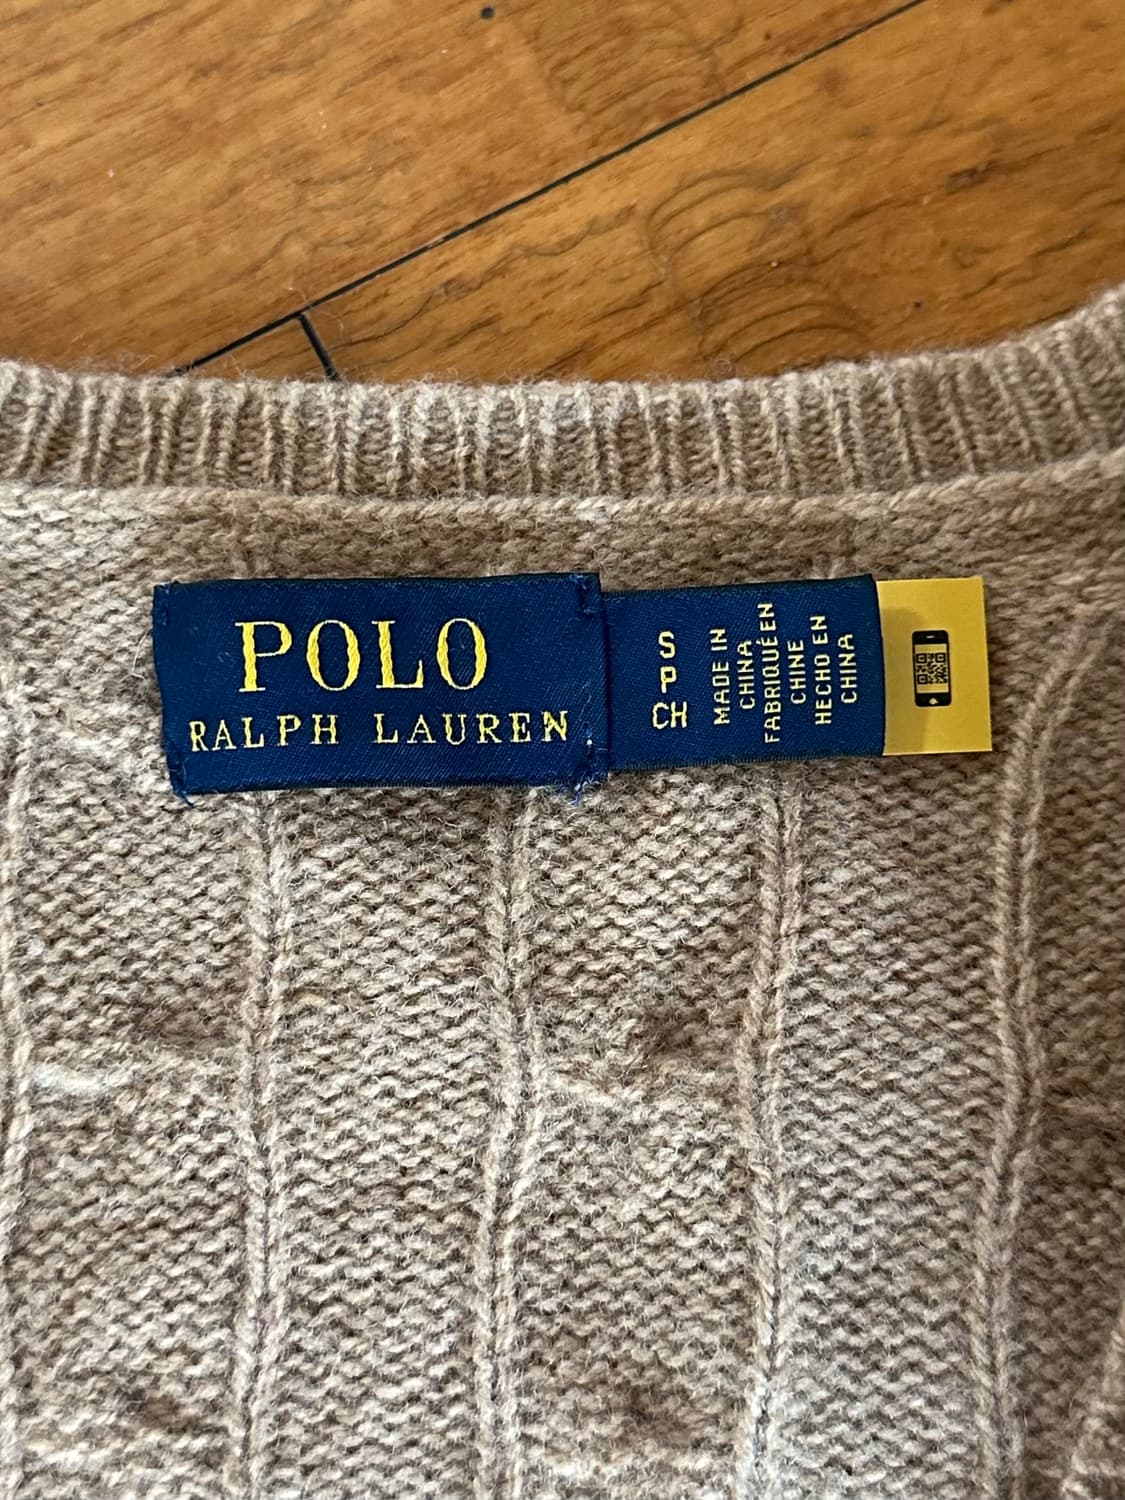 POLO
RALPH LAUREN
S
P
CH
MADE IN
CHINA
FABRIQUÉ EN
CHINE
HECHO EN
CHINA